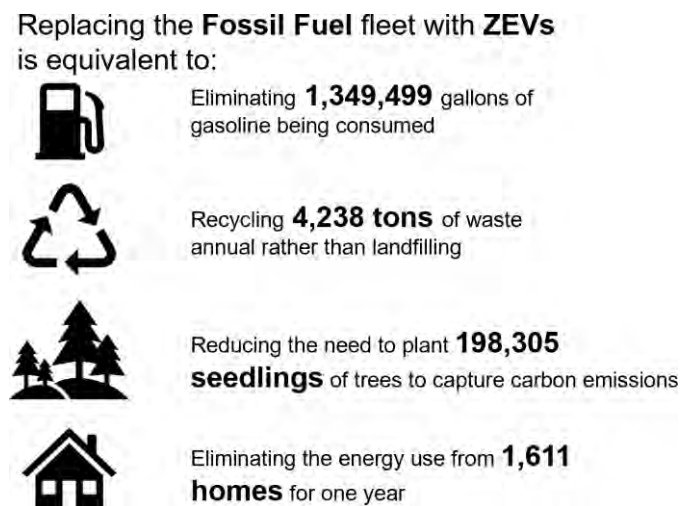 Replacing the Fossil Fuel fleet with ZEVs
is equivalent to:
Eliminating 1,349,499 gallons of
gasoline being consumed
Recycling 4,238 tons of waste
annual rather than landfilling
Reducing the need to plant 198,305
seedlings of trees to capture carbon emissions
Eliminating the energy use from 1,611
homes for one year